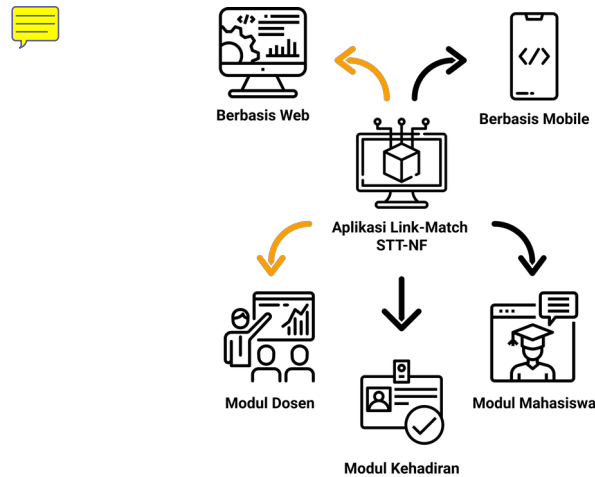 Berbasis Web
Berbasis Mobile
Aplikasi Link-Match
STT-NF
Modul Dosen
Modul Mahasiswa
Modul Kehadiran